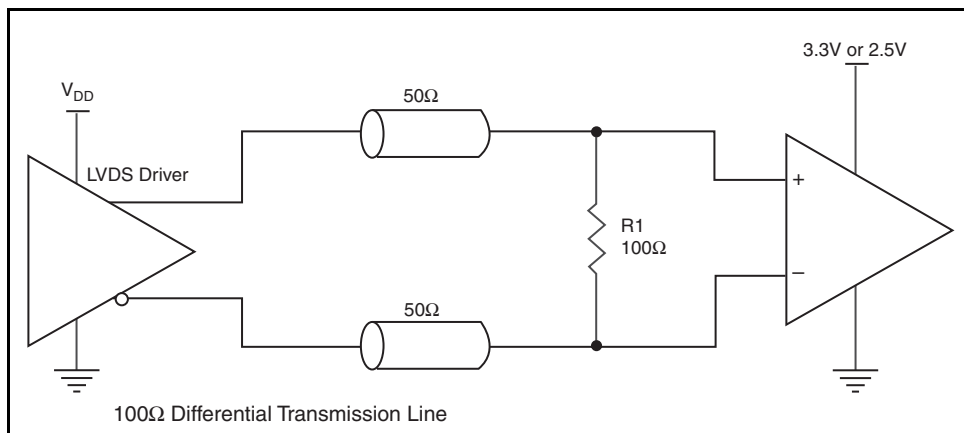 3.3V or 2.5V
V_DD
50Ω
LVDS Driver
+
R1
100Ω
−
50Ω
100Ω Differential Transmission Line